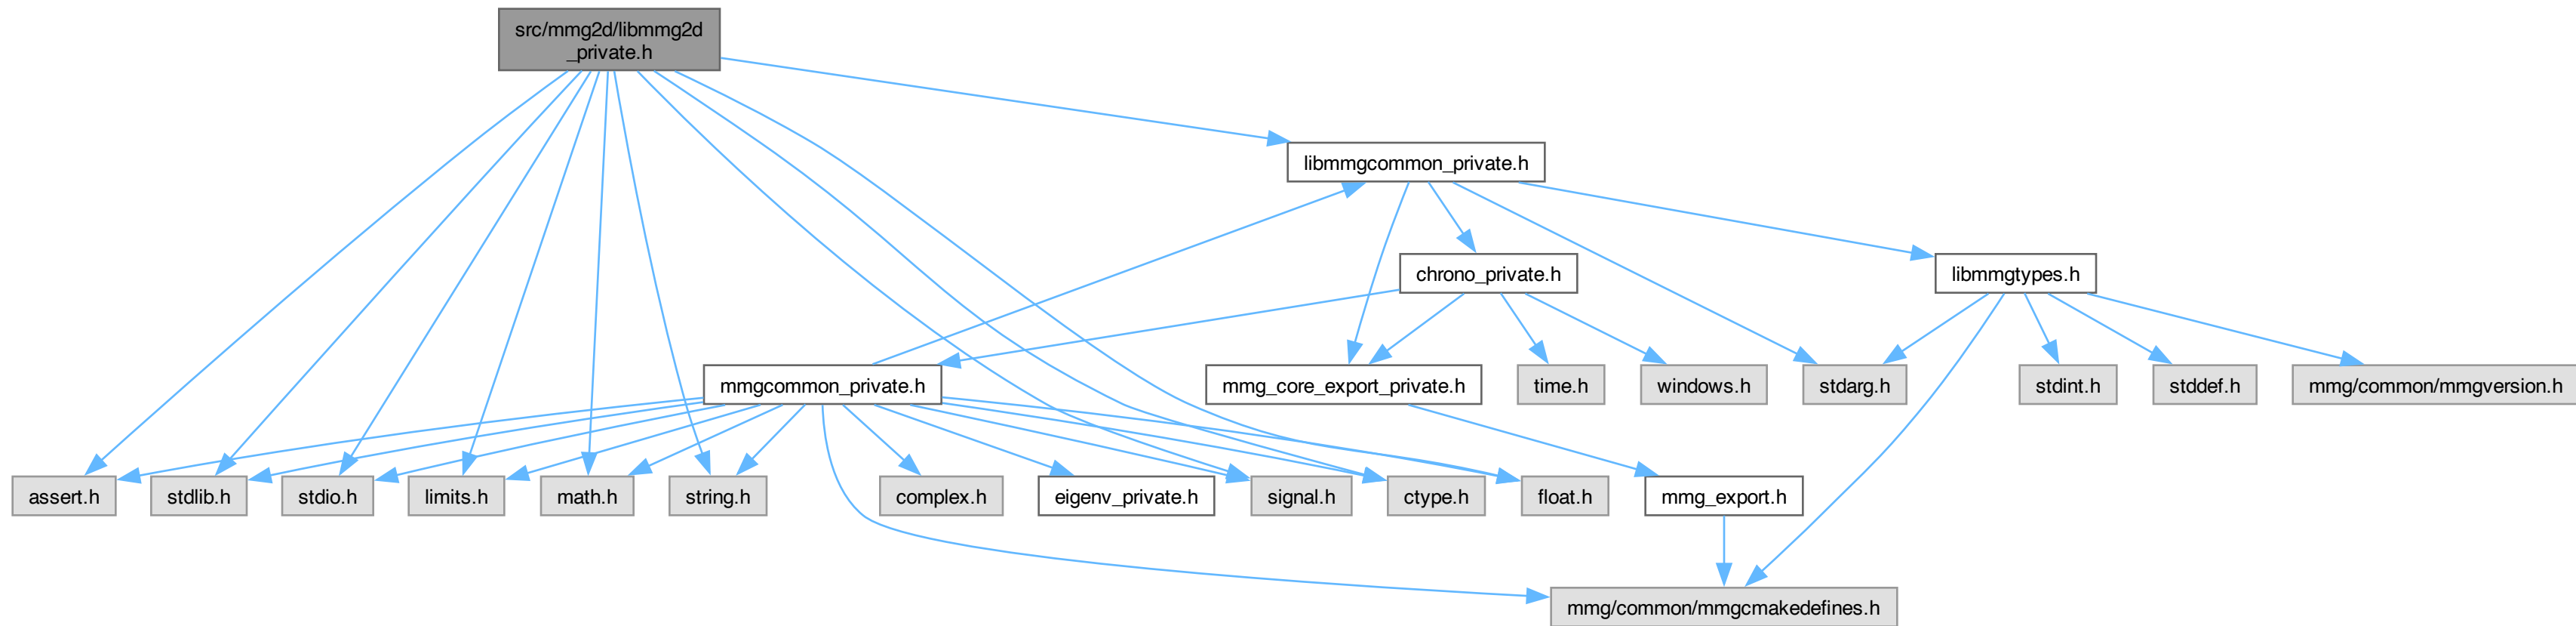 src/mmg2d/libmmg2d
_private.h
libmmgcommon_private.h
chrono_private.h
libmmgtypes.h
mmgcommon_private.h
mmg_core_export_private.h
time.h
windows.h
stdarg.h
stdint.h
stddef.h
mmg/common/mmgversion.h
assert.h
stdlib.h
stdio.h
limits.h
math.h
string.h
complex.h
eigenv_private.h
signal.h
ctype.h
float.h
mmg_export.h
mmg/common/mmgcmakedefines.h